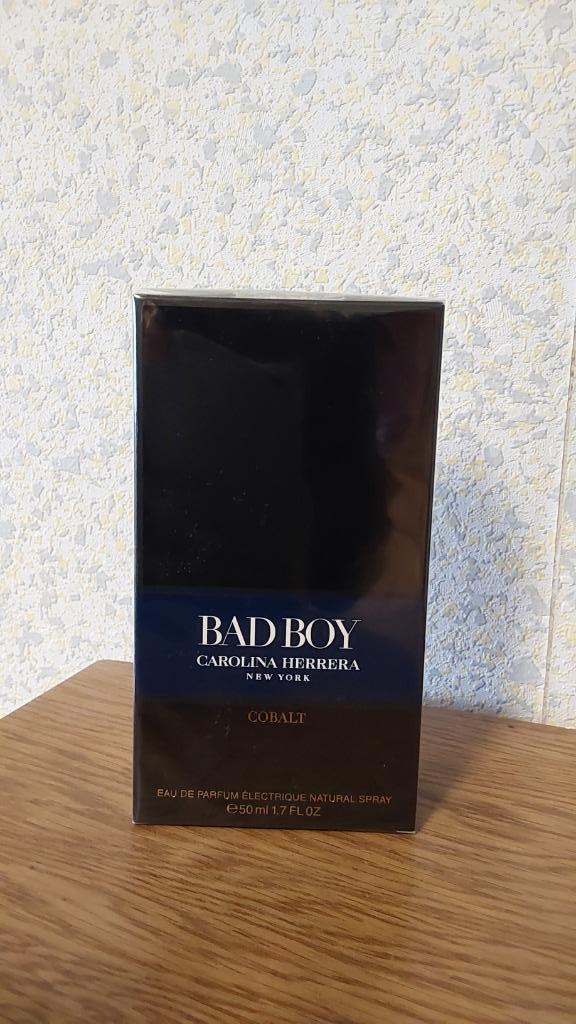 BAD BOY
CAROLINA HERRERA
NEW YORK
COBALT
EAU DE PARFUM ÉLECTRIQUE NATURAL SPRAY
℮50 ml 1.7 FL OZ